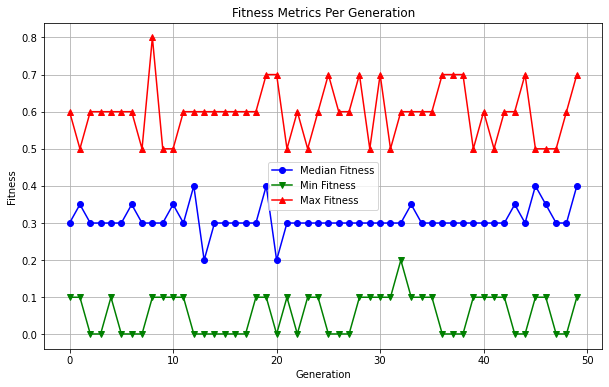 Fitness Metrics Per Generation
0.8
0.7
0.6
0.5
0.4
0.3
0.2
0.1
0.0
Fitness
Median Fitness
Min Fitness
Max Fitness
0 10 20 30 40 50
Generation